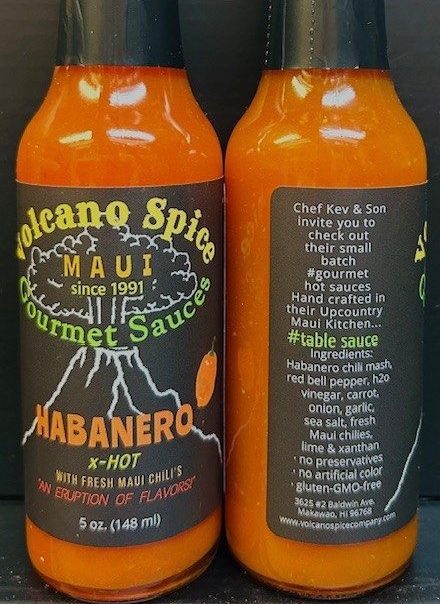 Volcano Spice
MAUI
since 1991
Gourmet Sauces
HABANERO
x-HOT
WITH FRESH MAUI CHILI'S
"AN ERUPTION OF FLAVORS!"
5 oz. (148 ml)
Chef Kev & Son
invite you to
check out
their small
batch
#gourmet
hot sauces
Hand crafted in
their Upcountry
Maui Kitchen...
#table sauce
Ingredients:
Habanero chili mash,
red bell pepper, h2o
vinegar, carrot,
onion, garlic,
sea salt, fresh
Maui chilies,
lime & xanthan
· no preservatives
· no artificial color
· gluten-GMO-free
3625 #2 Baldwin Ave.
Makawao, HI 96768
www.volcanospicecompany.com